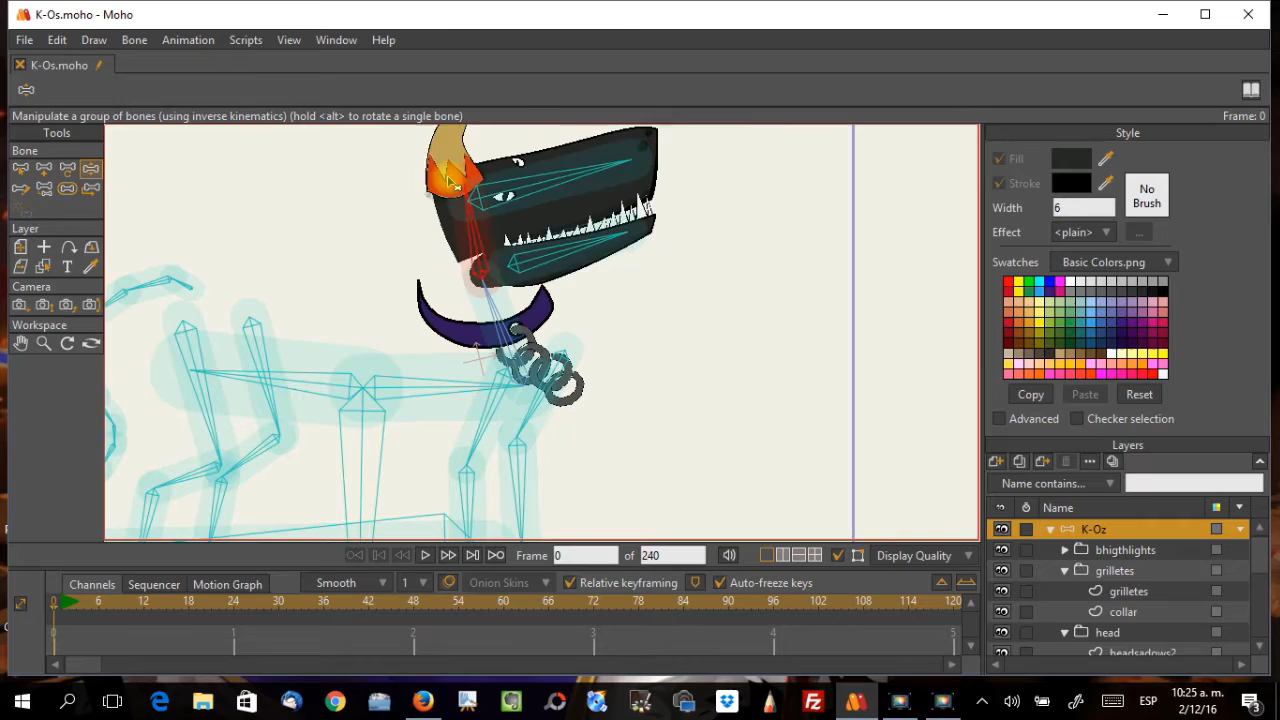 K-Os.moho - Moho
File Edit Draw Bone Animation Scripts View Window Help
K-Os.moho
Manipulate a group of bones (using inverse kinematics) (hold <alt> to rotate a single bone)
Frame: 0
Tools
Bone
Layer
T
Camera
Workspace
Style
Fill
Stroke
No Brush
Width 6
Effect <plain> ...
Swatches Basic Colors.png
Copy Paste Reset
Advanced Checker selection
Layers
Name contains...
Name
K-Oz
bhigthlights
grilletes
grilletes
collar
head
headsadows2
Frame 0 of 240 Display Quality
Channels Sequencer Motion Graph Smooth 1 Onion Skins Relative keyframing Auto-freeze keys
0 6 12 18 24 30 36 42 48 54 60 66 72 78 84 90 96 102 108 114 120
0 1 2 3 4 5
ESP 10:25 a. m.
2/12/16
3